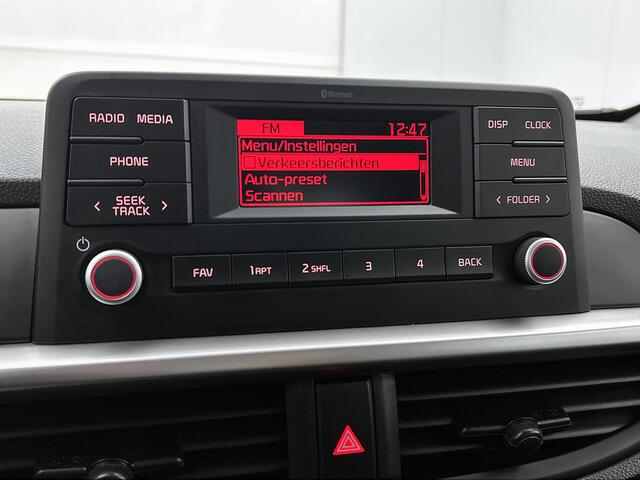 Bluetooth
RADIO MEDIA
PHONE
< SEEK TRACK >
FM 12:47
Menu/Instellingen
Verkeersberichten
Auto-preset
Scannen
DISP CLOCK
MENU
< FOLDER >
FAV 1 RPT 2 SHFL 3 4 BACK